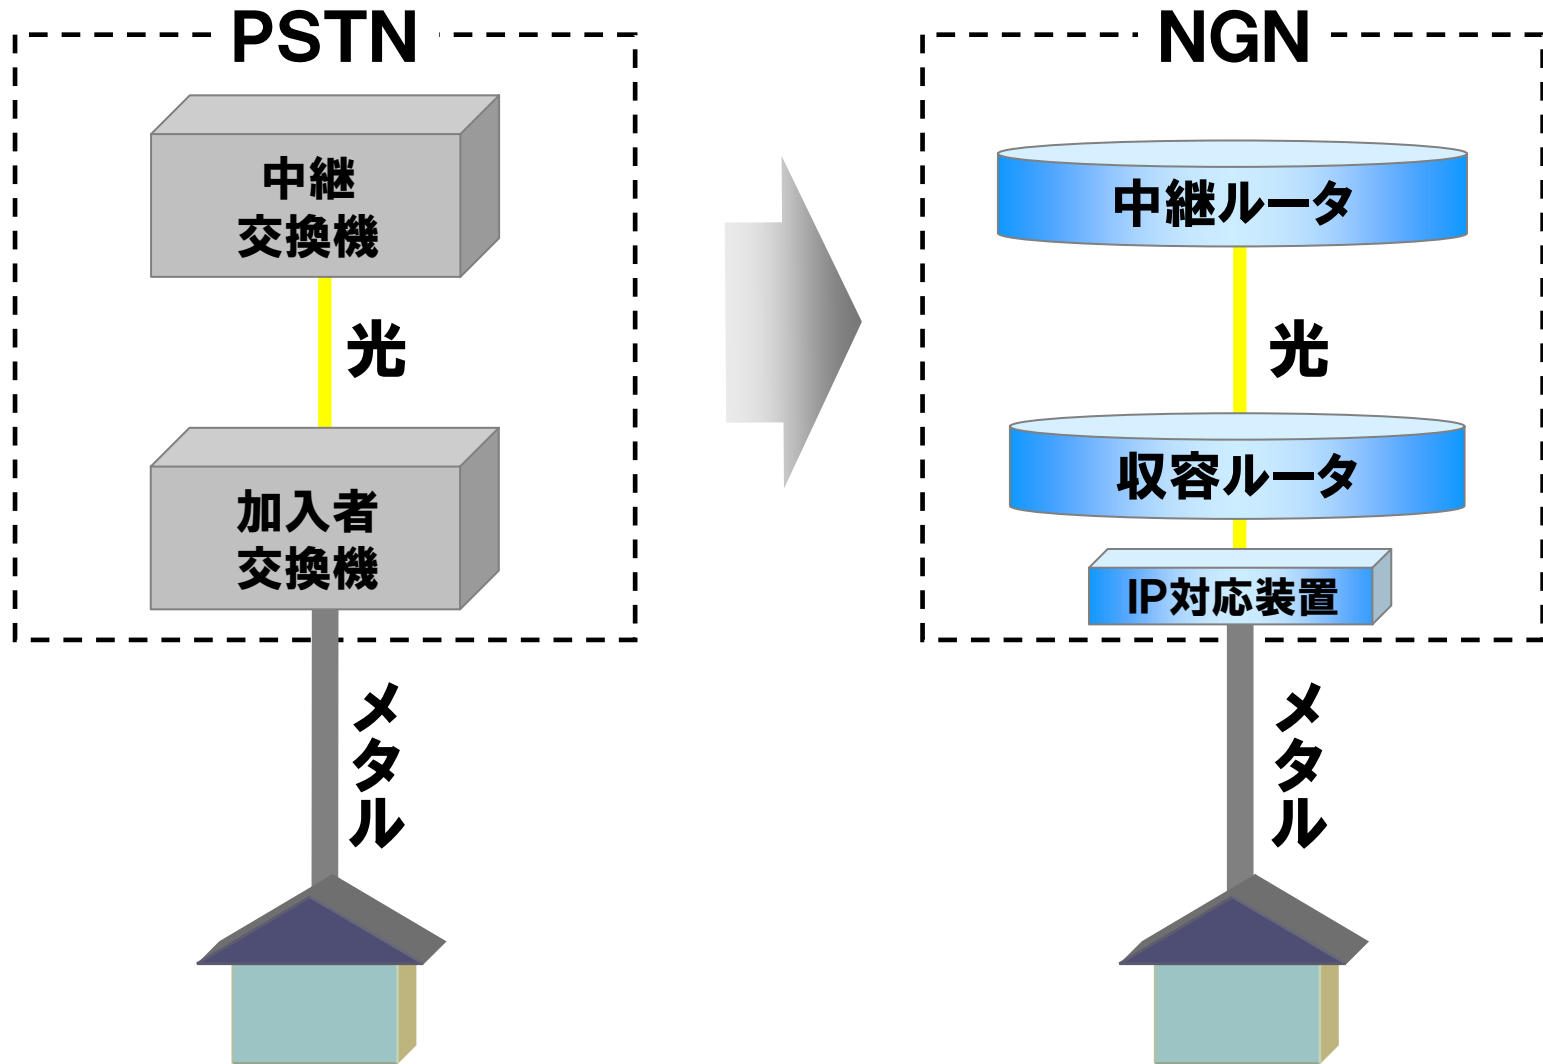 PSTN
中継
交換機
光
加入者
交換機
メタル
NGN
中継ルータ
光
収容ルータ
IP対応装置
メタル